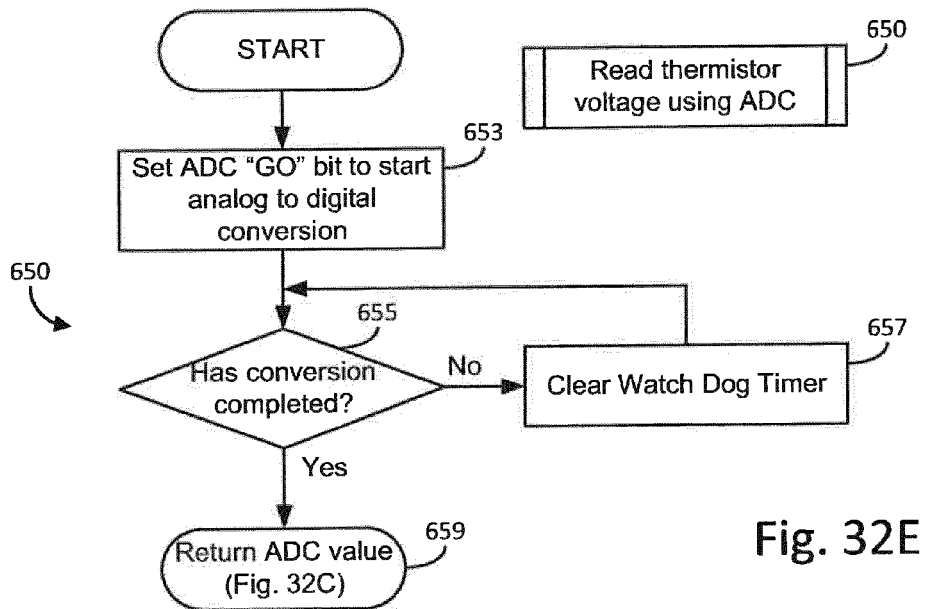 START
650
Read thermistor
voltage using ADC
653
Set ADC “GO” bit to start
analog to digital
conversion
650
655
657
Has conversion
completed?
No
Clear Watch Dog Timer
Yes
659
Return ADC value
(Fig. 32C)
Fig. 32E